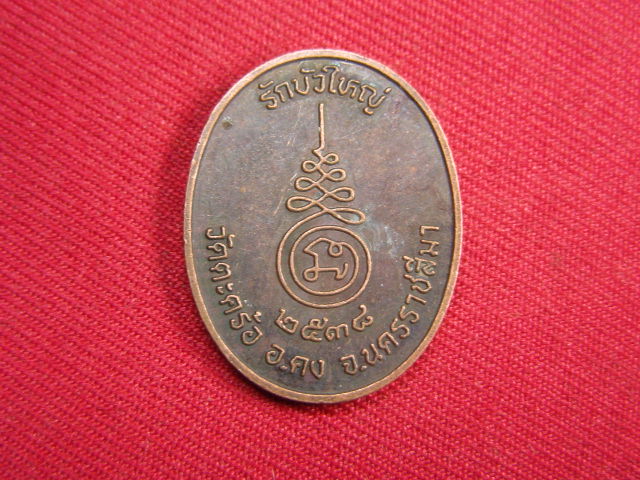 รักบัวใหญ่
๒๕๓๘
วัดตะคร้อ อ.คง จ.นครราชสีมา